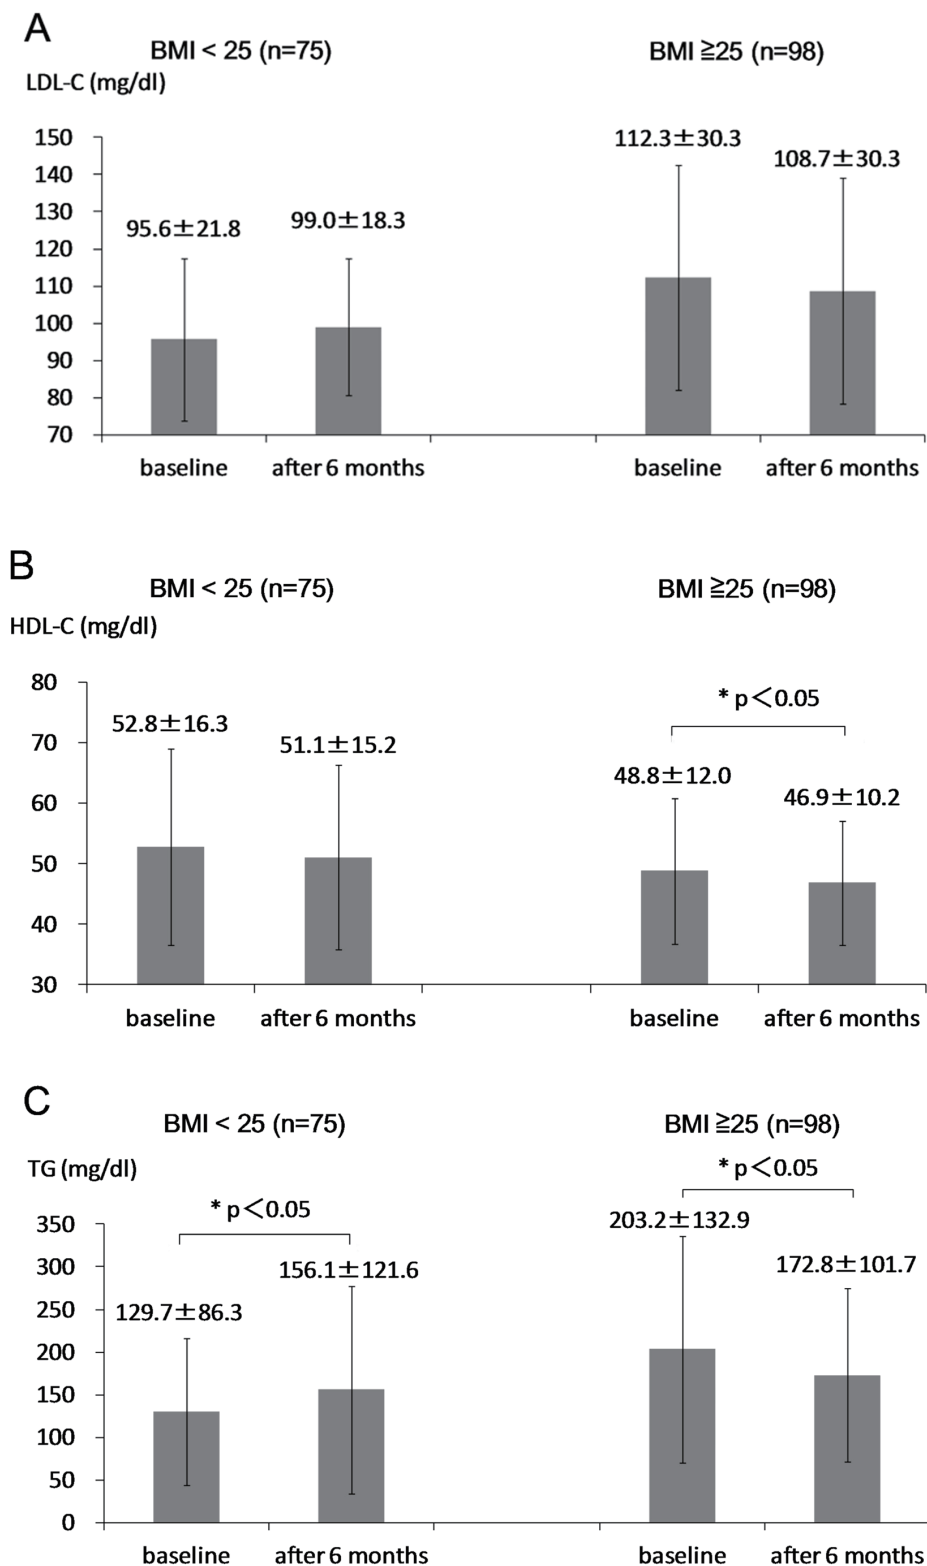 A
BMI < 25 (n=75)
BMI ≧25 (n=98)
LDL-C (mg/dl)
150
140
130
120
110
100
90
80
70
95.6±21.8
99.0±18.3
112.3±30.3
108.7±30.3
baseline
after 6 months
baseline
after 6 months
B
BMI < 25 (n=75)
BMI ≧25 (n=98)
HDL-C (mg/dl)
80
70
60
50
40
30
52.8±16.3
51.1±15.2
* p<0.05
48.8±12.0
46.9±10.2
baseline
after 6 months
baseline
after 6 months
C
BMI < 25 (n=75)
BMI ≧25 (n=98)
TG (mg/dl)
350
300
250
200
150
100
50
0
* p<0.05
129.7±86.3
156.1±121.6
* p<0.05
203.2±132.9
172.8±101.7
baseline
after 6 months
baseline
after 6 months